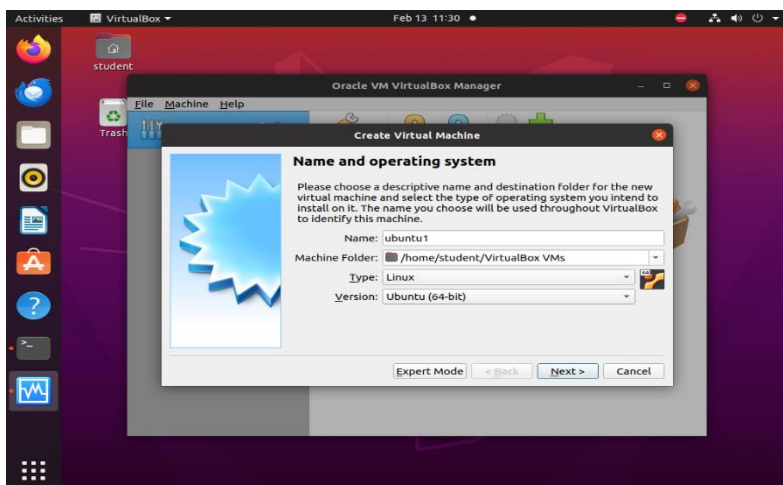 Activities
VirtualBox
Feb 13 11:30
student
Trash
Oracle VM VirtualBox Manager
File Machine Help
Create Virtual Machine
Name and operating system
Please choose a descriptive name and destination folder for the new
virtual machine and select the type of operating system you intend to
install on it. The name you choose will be used throughout VirtualBox
to identify this machine.
Name: ubuntu1
Machine Folder: /home/student/VirtualBox VMs
Type: Linux
Version: Ubuntu (64-bit)
Expert Mode < Back Next > Cancel